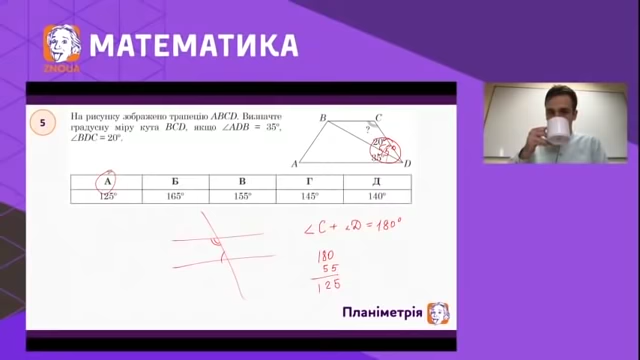 МАТЕМАТИКА
ZNOUA
5
На рисунку зображено трапецію ABCD. Визначте
градусну міру кута BCD, якщо ∠ADB = 35°,
∠BDC = 20°.
B
C
?
20°
55°
35°
A
D
А Б В Г Д
125° 165° 155° 145° 140°
∠C + ∠D = 180°
180
55
125
Планіметрія